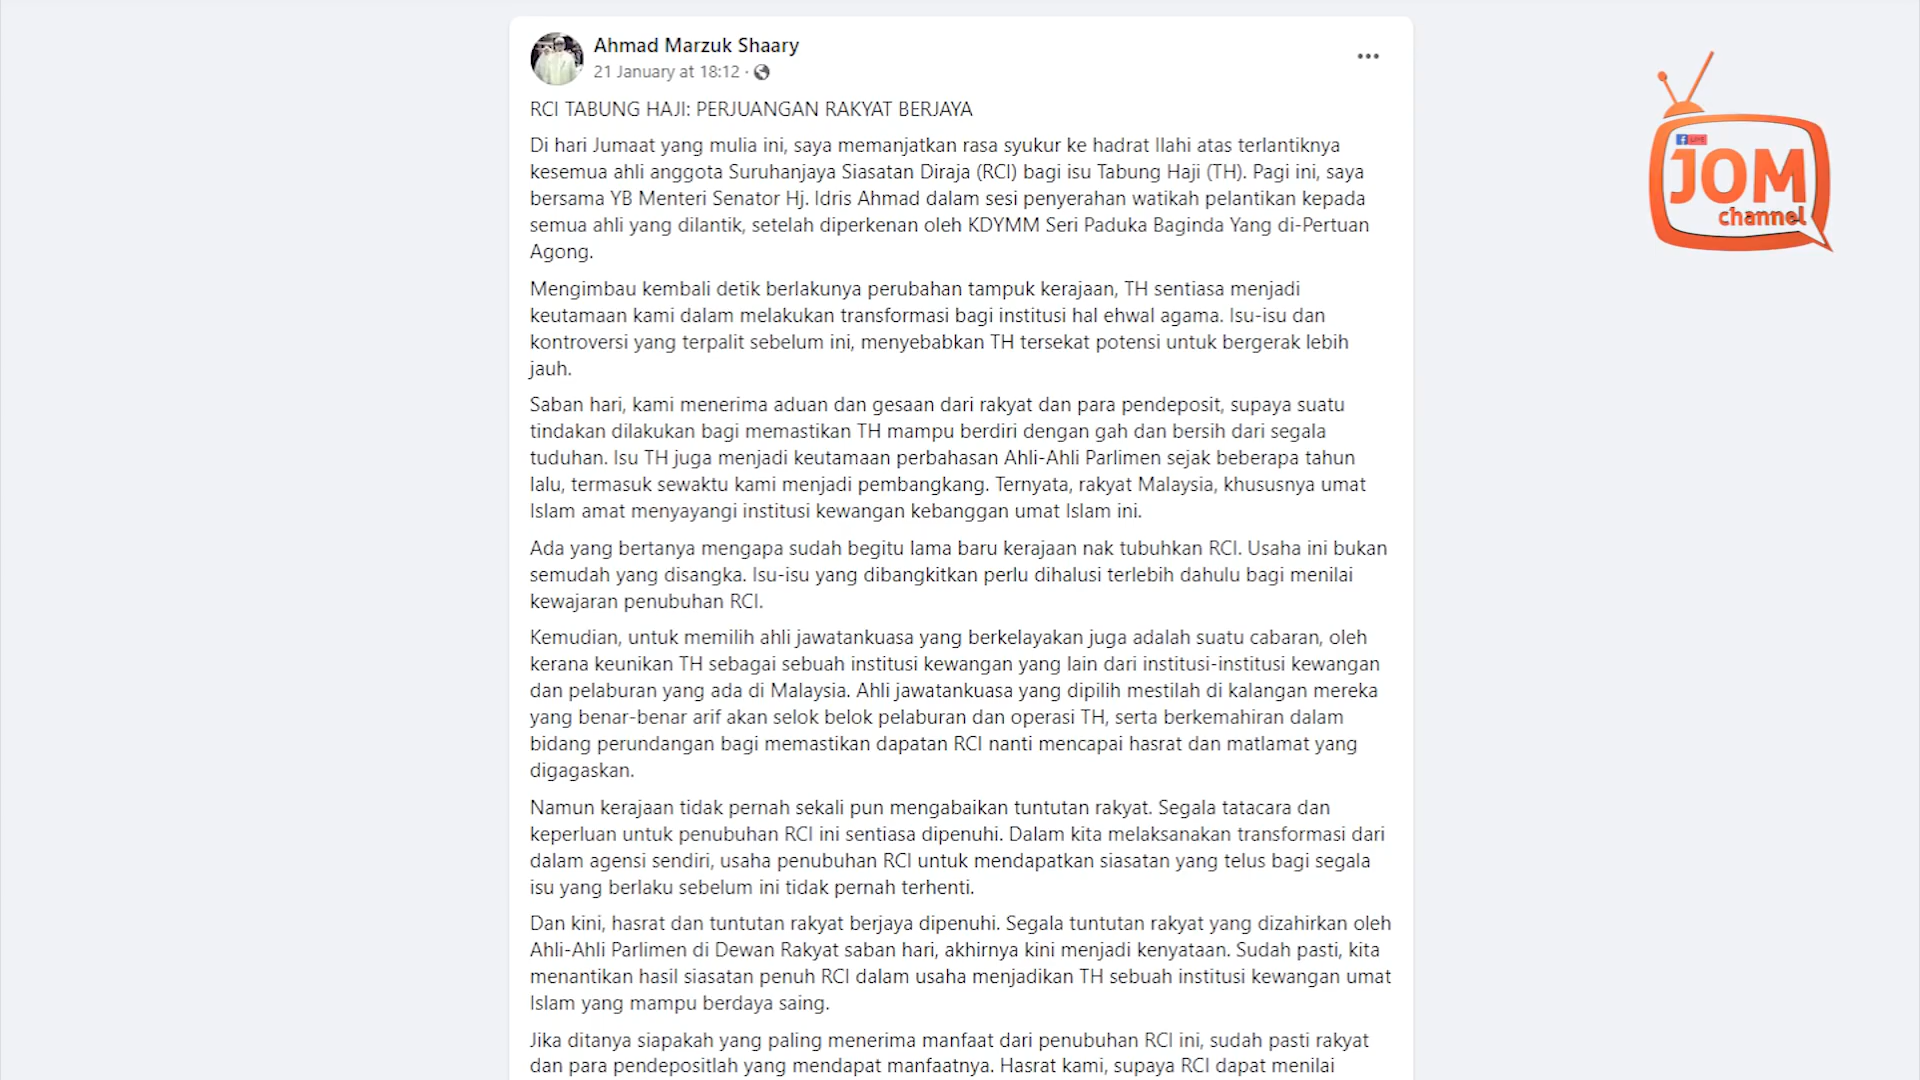 Ahmad Marzuk Shaary
21 January at 18:12 ·
RCI TABUNG HAJI: PERJUANGAN RAKYAT BERJAYA
Di hari Jumaat yang mulia ini, saya memanjatkan rasa syukur ke hadrat Ilahi atas terlantiknya
kesemua ahli anggota Suruhanjaya Siasatan Diraja (RCI) bagi isu Tabung Haji (TH). Pagi ini, saya
bersama YB Menteri Senator Hj. Idris Ahmad dalam sesi penyerahan watikah pelantikan kepada
semua ahli yang dilantik, setelah diperkenan oleh KDYMM Seri Paduka Baginda Yang di-Pertuan
Agong.
Mengimbau kembali detik berlakunya perubahan tampuk kerajaan, TH sentiasa menjadi
keutamaan kami dalam melakukan transformasi bagi institusi hal ehwal agama. Isu-isu dan
kontroversi yang terpalit sebelum ini, menyebabkan TH tersekat potensi untuk bergerak lebih
jauh.
Saban hari, kami menerima aduan dan gesaan dari rakyat dan para pendeposit, supaya suatu
tindakan dilakukan bagi memastikan TH mampu berdiri dengan gah dan bersih dari segala
tuduhan. Isu TH juga menjadi keutamaan perbahasan Ahli-Ahli Parlimen sejak beberapa tahun
lalu, termasuk sewaktu kami menjadi pembangkang. Ternyata, rakyat Malaysia, khususnya umat
Islam amat menyayangi institusi kewangan kebanggan umat Islam ini.
Ada yang bertanya mengapa sudah begitu lama baru kerajaan nak tubuhkan RCI. Usaha ini bukan
semudah yang disangka. Isu-isu yang dibangkitkan perlu dihalusi terlebih dahulu bagi menilai
kewajaran penubuhan RCI.
Kemudian, untuk memilih ahli jawatankuasa yang berkelayakan juga adalah suatu cabaran, oleh
kerana keunikan TH sebagai sebuah institusi kewangan yang lain dari institusi-institusi kewangan
dan pelaburan yang ada di Malaysia. Ahli jawatankuasa yang dipilih mestilah di kalangan mereka
yang benar-benar arif akan selok belok pelaburan dan operasi TH, serta berkemahiran dalam
bidang perundangan bagi memastikan dapatan RCI nanti mencapai hasrat dan matlamat yang
digagaskan.
Namun kerajaan tidak pernah sekali pun mengabaikan tuntutan rakyat. Segala tatacara dan
keperluan untuk penubuhan RCI ini sentiasa dipenuhi. Dalam kita melaksanakan transformasi dari
dalam agensi sendiri, usaha penubuhan RCI untuk mendapatkan siasatan yang telus bagi segala
isu yang berlaku sebelum ini tidak pernah terhenti.
Dan kini, hasrat dan tuntutan rakyat berjaya dipenuhi. Segala tuntutan rakyat yang dizahirkan oleh
Ahli-Ahli Parlimen di Dewan Rakyat saban hari, akhirnya kini menjadi kenyataan. Sudah pasti, kita
menantikan hasil siasatan penuh RCI dalam usaha menjadikan TH sebuah institusi kewangan umat
Islam yang mampu berdaya saing.
Jika ditanya siapakah yang paling menerima manfaat dari penubuhan RCI ini, sudah pasti rakyat
dan para pendepositlah yang mendapat manfaatnya. Hasrat kami, supaya RCI dapat menilai
LIVE
JOM
channel